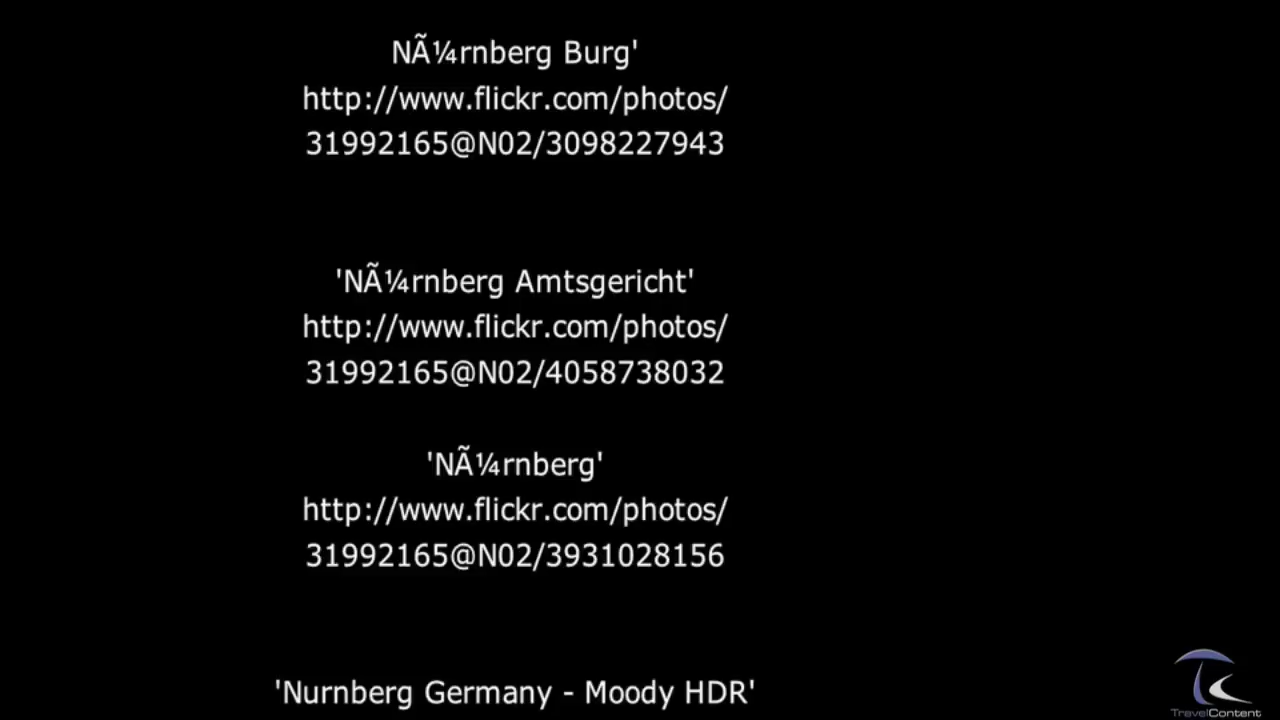 NÃ¼rnberg Burg'
http://www.flickr.com/photos/
31992165@N02/3098227943
'NÃ¼rnberg Amtsgericht'
http://www.flickr.com/photos/
31992165@N02/4058738032
'NÃ¼rnberg'
http://www.flickr.com/photos/
31992165@N02/3931028156
'Nurnberg Germany - Moody HDR'
TravelContent